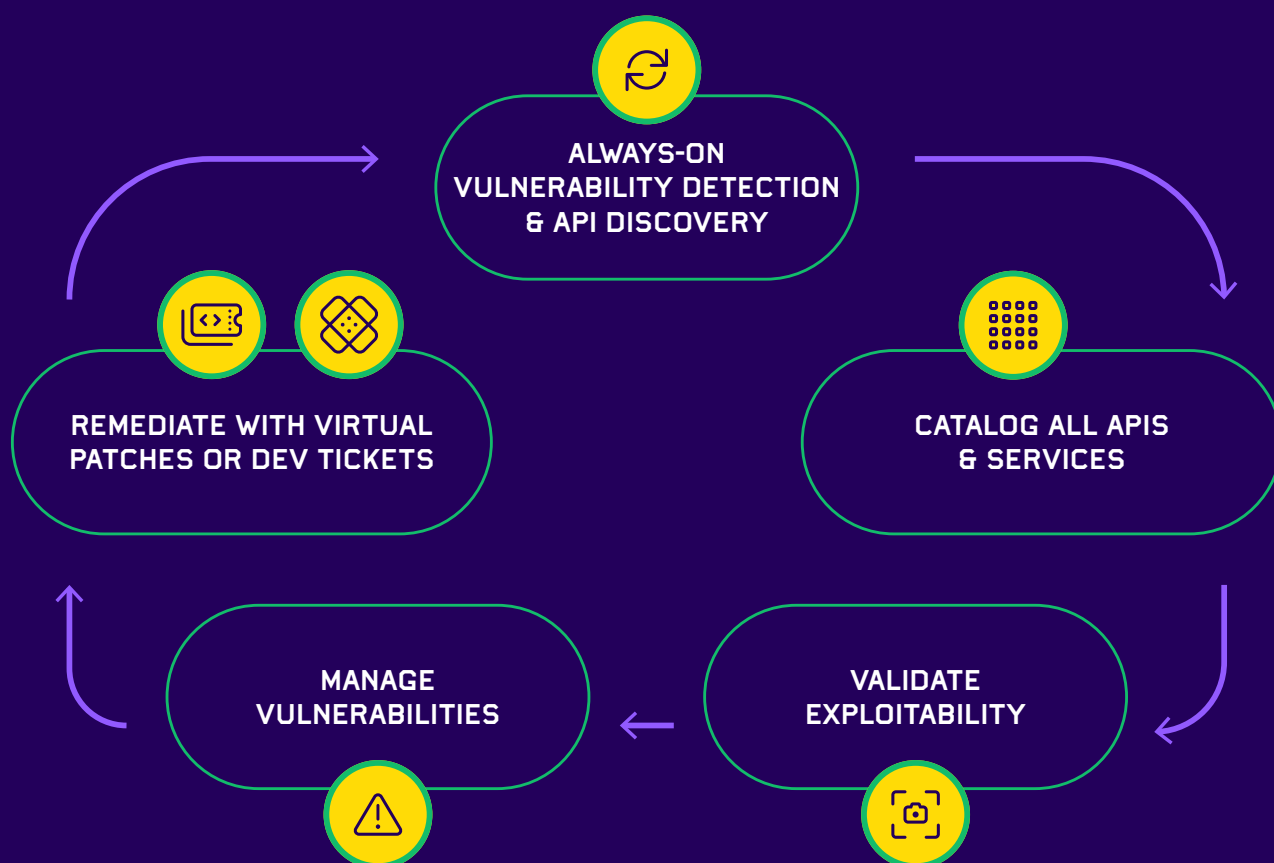 ALWAYS-ON
VULNERABILITY DETECTION
& API DISCOVERY
REMEDIATE WITH VIRTUAL
PATCHES OR DEV TICKETS
CATALOG ALL APIS
& SERVICES
MANAGE
VULNERABILITIES
VALIDATE
EXPLOITABILITY